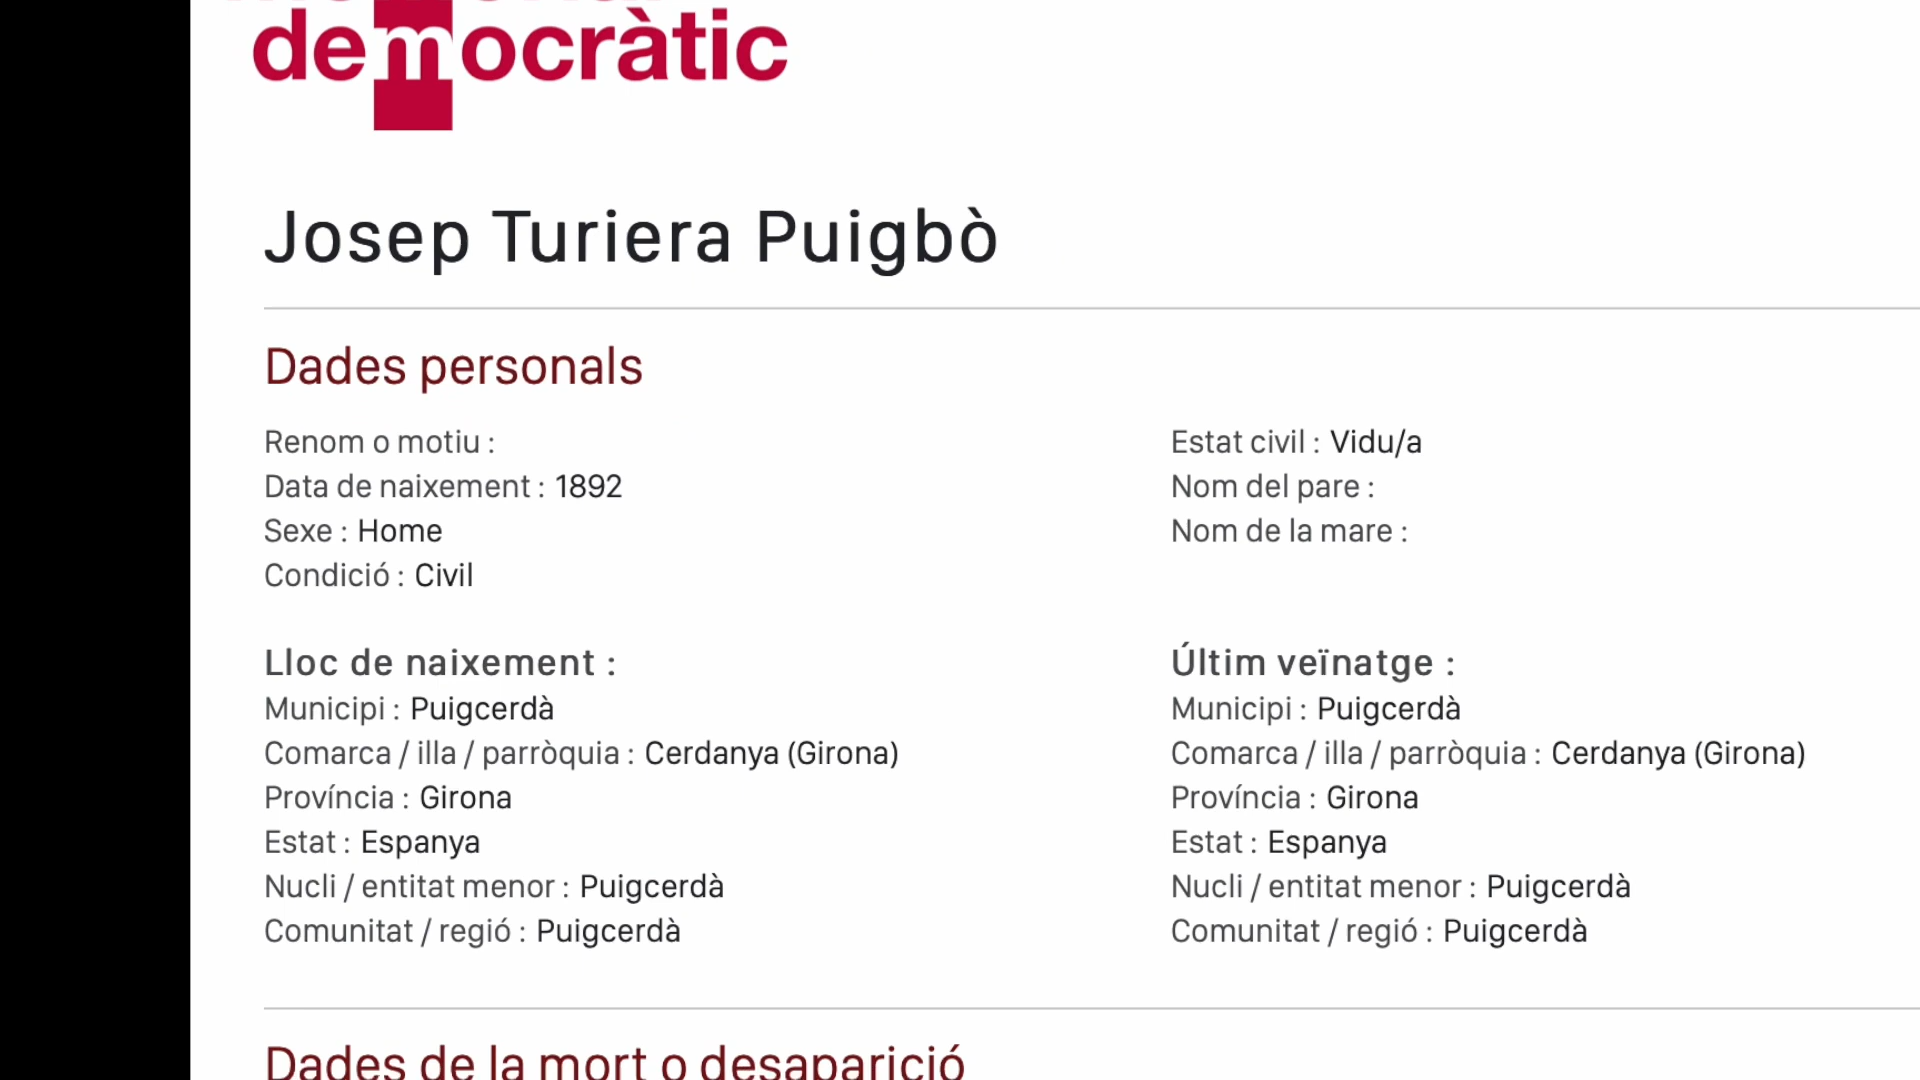 democràtic
Josep Turiera Puigbò
Dades personals
Renom o motiu :
Data de naixement : 1892
Sexe : Home
Condició : Civil
Estat civil : Vidu/a
Nom del pare :
Nom de la mare :
Lloc de naixement :
Municipi : Puigcerdà
Comarca / illa / parròquia : Cerdanya (Girona)
Província : Girona
Estat : Espanya
Nucli / entitat menor : Puigcerdà
Comunitat / regió : Puigcerdà
Últim veïnatge :
Municipi : Puigcerdà
Comarca / illa / parròquia : Cerdanya (Girona)
Província : Girona
Estat : Espanya
Nucli / entitat menor : Puigcerdà
Comunitat / regió : Puigcerdà
Dades de la mort o desaparició